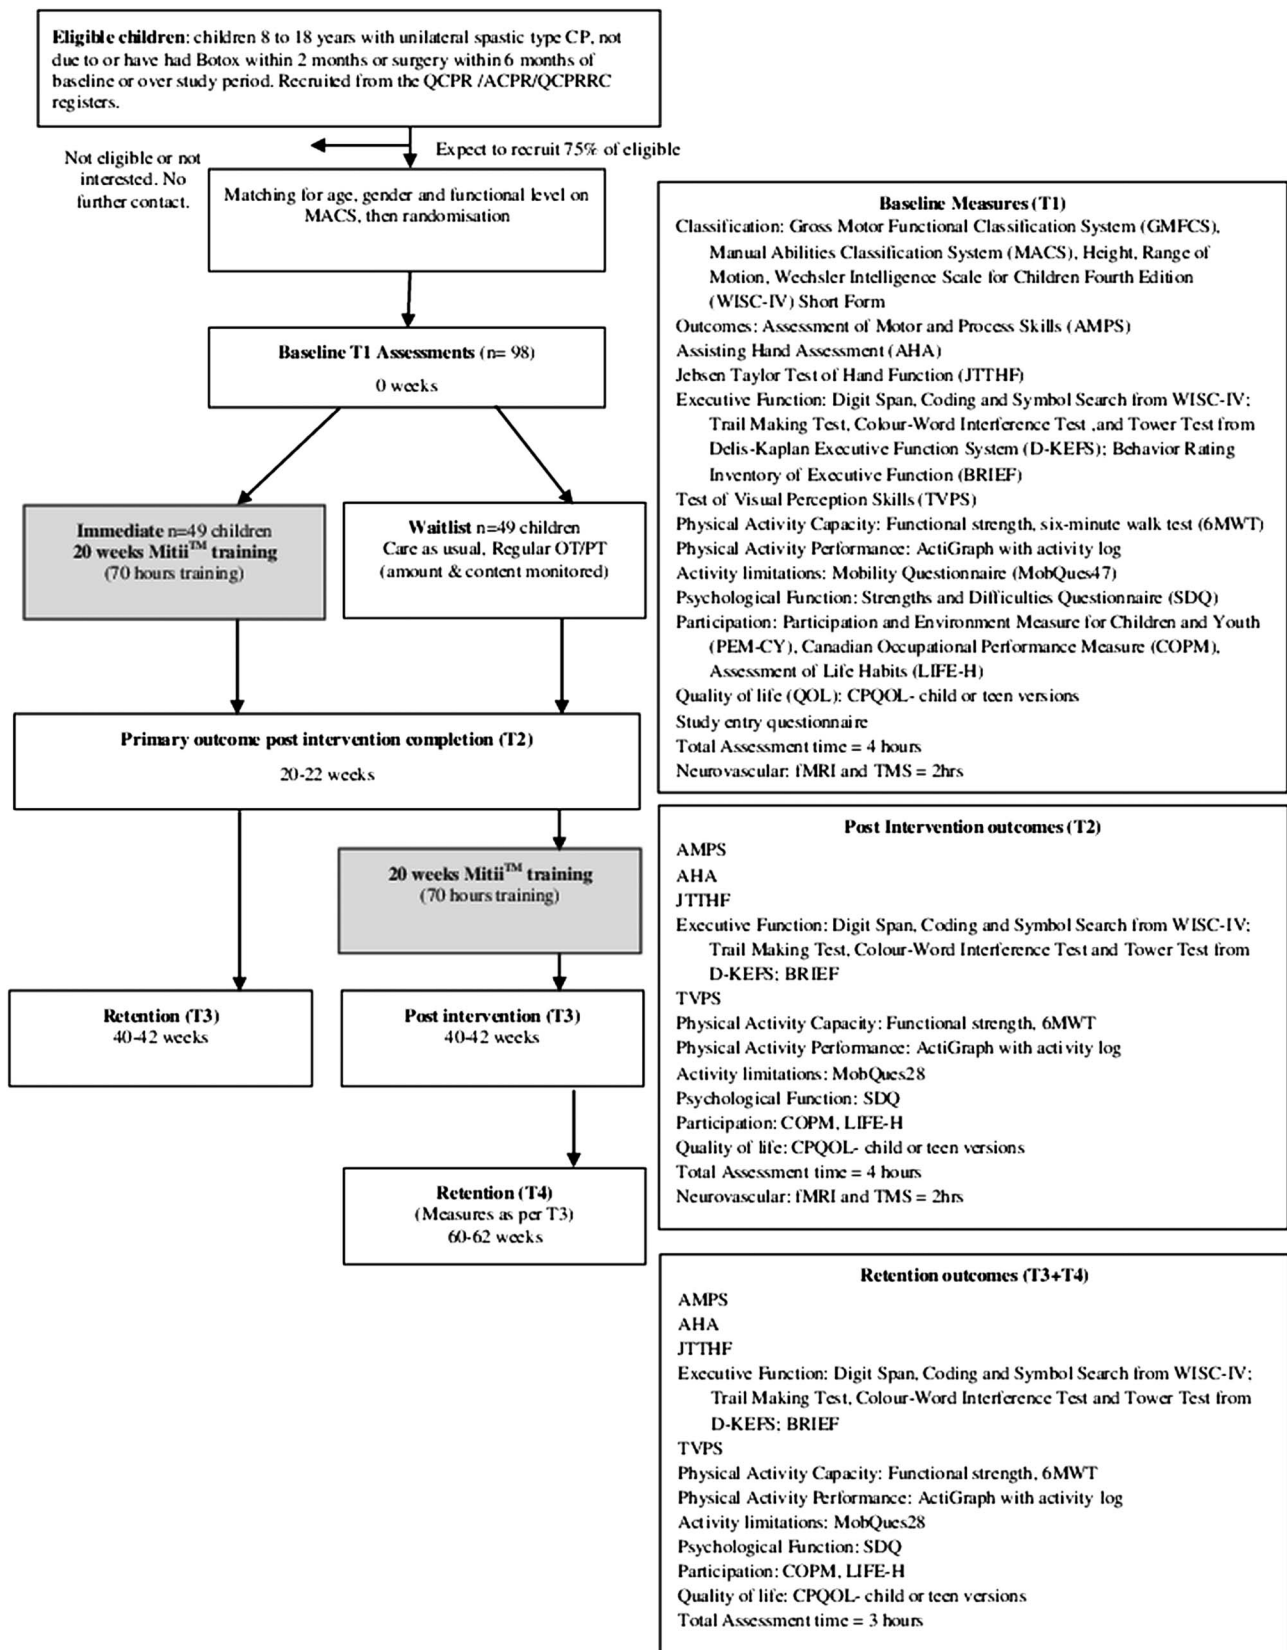 Eligible children: children 8 to 18 years with unilateral spastic type CP, not
due to or have had Botox within 2 months or surgery within 6 months of
baseline or over study period. Recruited from the QCPR /ACPR/QCPRRC
registers.
Not eligible or not
interested. No
further contact.
Expect to recruit 75% of eligible
Matching for age, gender and functional level on
MACS, then randomisation
Baseline T1 Assessments (n= 98)
0 weeks
Immediate n=49 children
20 weeks Mitii™ training
(70 hours training)
Waitlist n=49 children
Care as usual, Regular OT/PT
(amount & content monitored)
Primary outcome post intervention completion (T2)
20-22 weeks
20 weeks Mitii™ training
(70 hours training)
Retention (T3)
40-42 weeks
Post intervention (T3)
40-42 weeks
Retention (T4)
(Measures as per T3)
60-62 weeks
Baseline Measures (T1)
Classification: Gross Motor Functional Classification System (GMFCS),
Manual Abilities Classification System (MACS), Height, Range of
Motion, Wechsler Intelligence Scale for Children Fourth Edition
(WISC-IV) Short Form
Outcomes: Assessment of Motor and Process Skills (AMPS)
Assisting Hand Assessment (AHA)
Jebsen Taylor Test of Hand Function (JTTHF)
Executive Function: Digit Span, Coding and Symbol Search from WISC-IV;
Trail Making Test, Colour-Word Interference Test ,and Tower Test from
Delis-Kaplan Executive Function System (D-KEFS); Behavior Rating
Inventory of Executive Function (BRIEF)
Test of Visual Perception Skills (TVPS)
Physical Activity Capacity: Functional strength, six-minute walk test (6MWT)
Physical Activity Performance: ActiGraph with activity log
Activity limitations: Mobility Questionnaire (MobQues47)
Psychological Function: Strengths and Difficulties Questionnaire (SDQ)
Participation: Participation and Environment Measure for Children and Youth
(PEM-CY), Canadian Occupational Performance Measure (COPM),
Assessment of Life Habits (LIFE-H)
Quality of life (QOL): CPQOL- child or teen versions
Study entry questionnaire
Total Assessment time = 4 hours
Neurovascular: fMRI and TMS = 2hrs
Post Intervention outcomes (T2)
AMPS
AHA
JTTHF
Executive Function: Digit Span, Coding and Symbol Search from WISC-IV;
Trail Making Test, Colour-Word Interference Test and Tower Test from
D-KEFS; BRIEF
TVPS
Physical Activity Capacity: Functional strength, 6MWT
Physical Activity Performance: ActiGraph with activity log
Activity limitations: MobQues28
Psychological Function: SDQ
Participation: COPM, LIFE-H
Quality of life: CPQOL- child or teen versions
Total Assessment time = 4 hours
Neurovascular: fMRI and TMS = 2hrs
Retention outcomes (T3+T4)
AMPS
AHA
JTTHF
Executive Function: Digit Span, Coding and Symbol Search from WISC-IV;
Trail Making Test, Colour-Word Interference Test and Tower Test from
D-KEFS; BRIEF
TVPS
Physical Activity Capacity: Functional strength, 6MWT
Physical Activity Performance: ActiGraph with activity log
Activity limitations: MobQues28
Psychological Function: SDQ
Participation: COPM, LIFE-H
Quality of life: CPQOL- child or teen versions
Total Assessment time = 3 hours